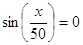 sin(x/50) = 0